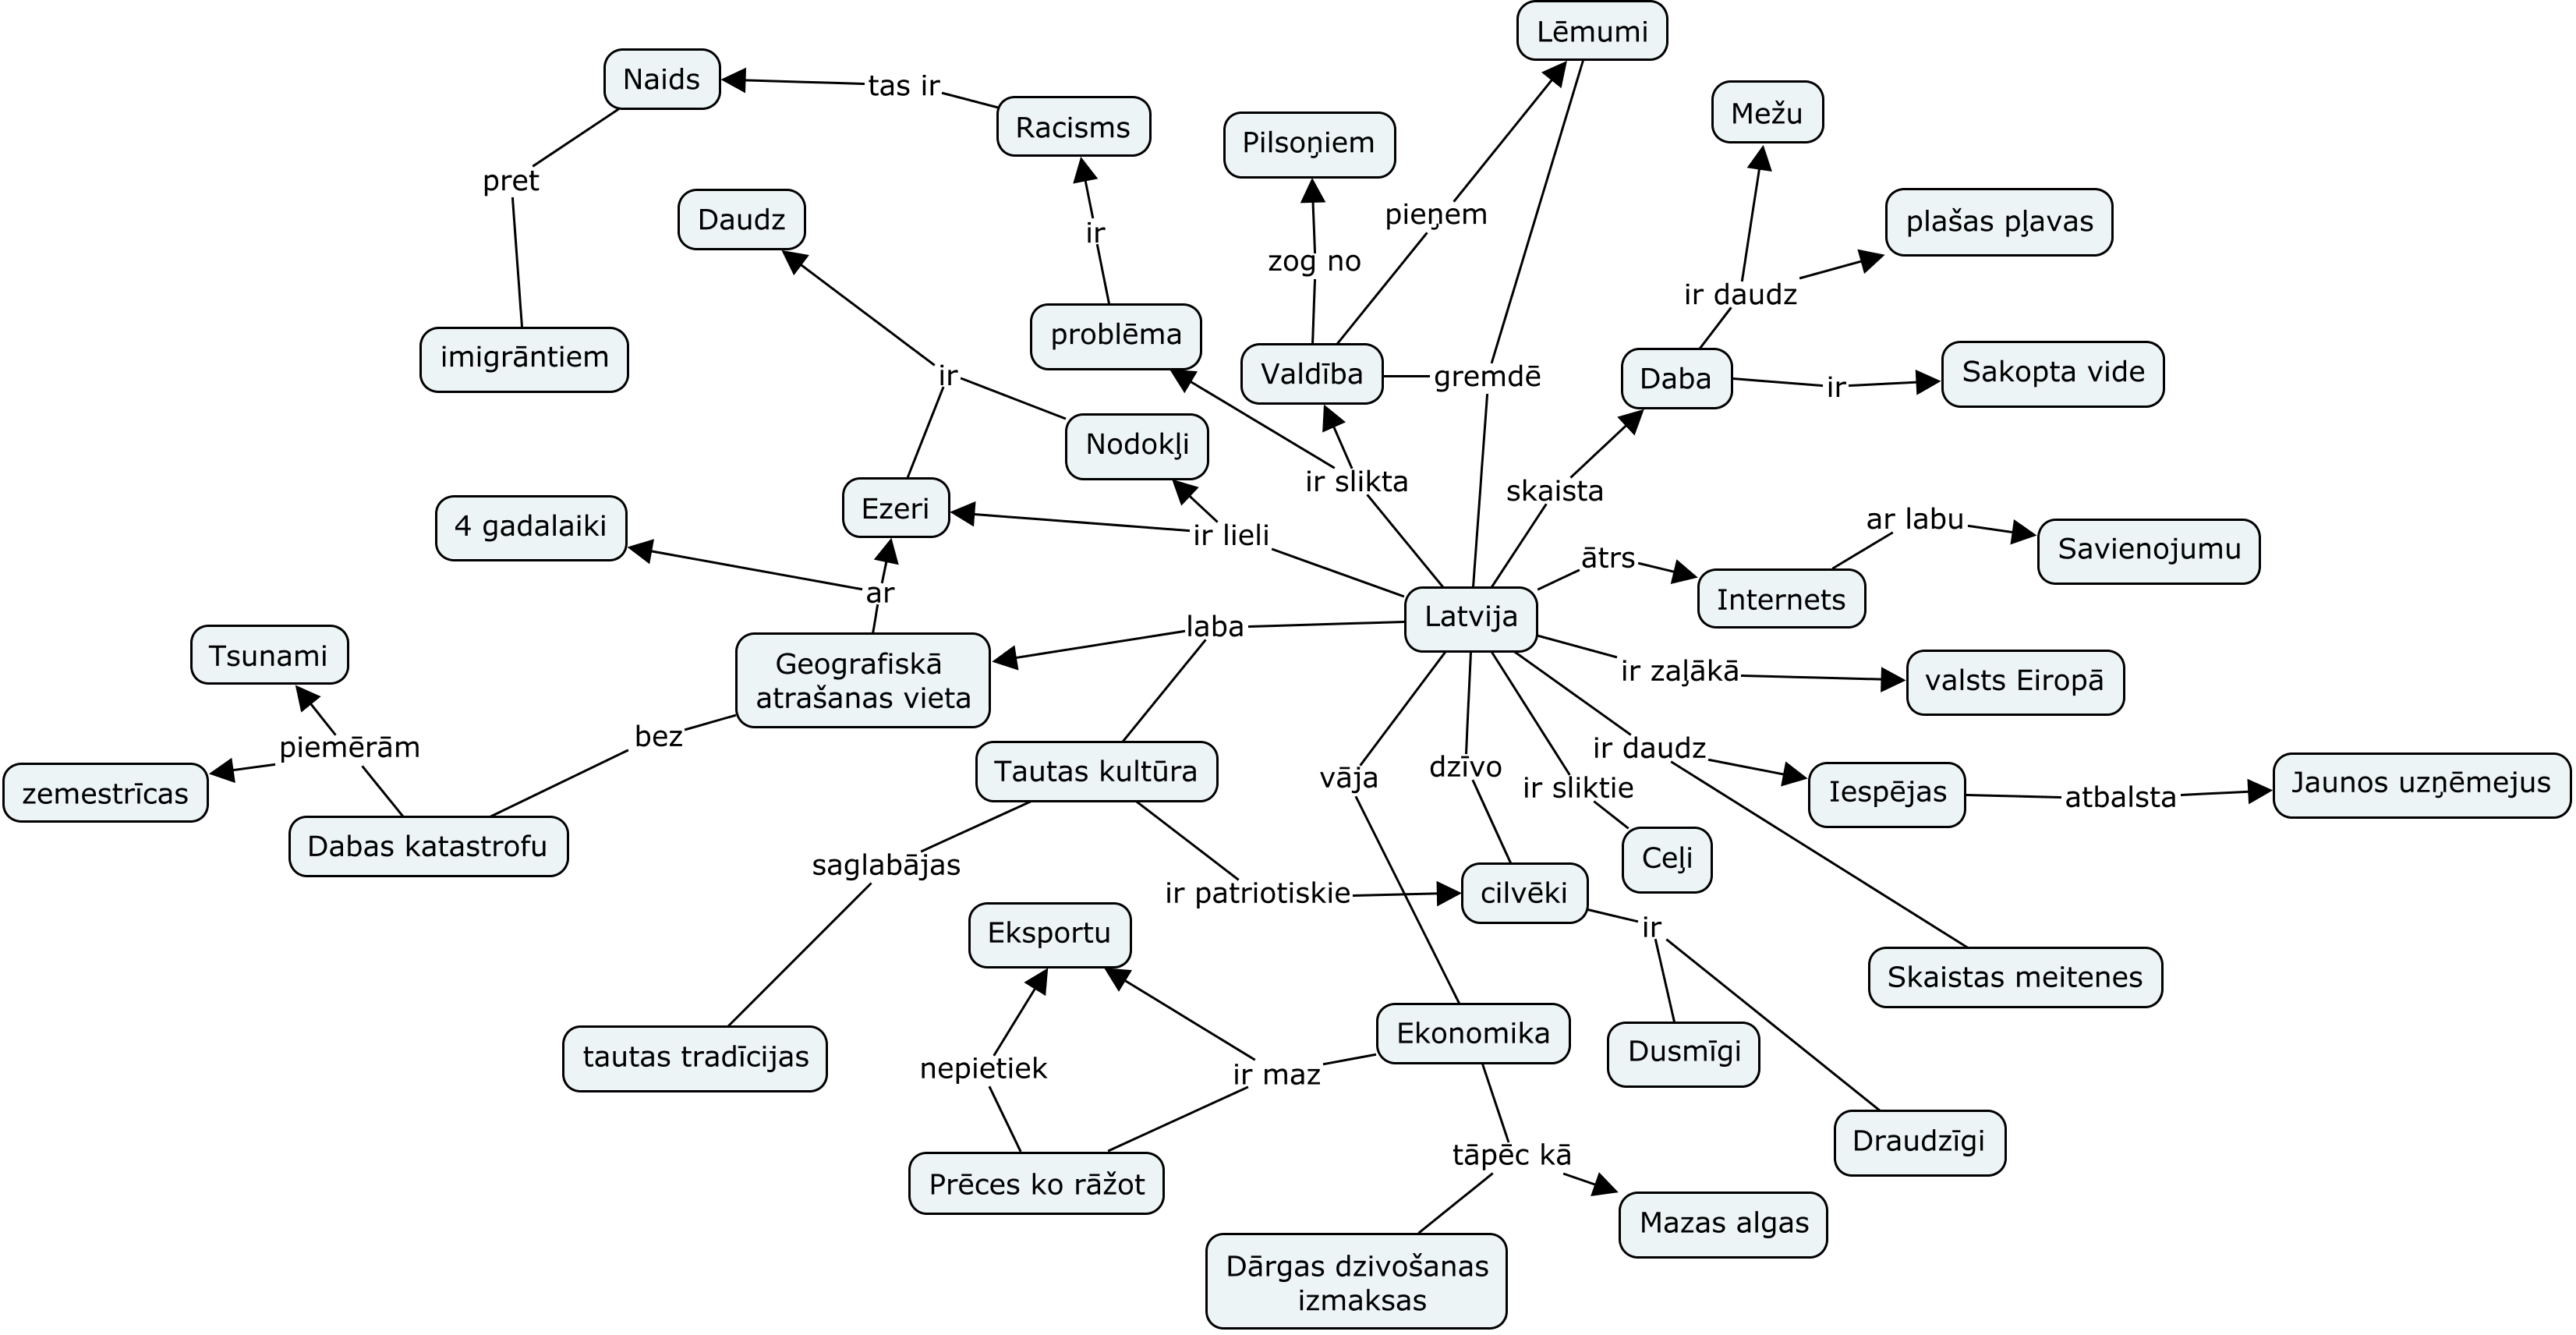 Lēmumi
Naids
tas ir
Racisms
Mežu
Pilsoņiem
pret
Daudz
pieņem
plašas pļavas
ir
zog no
ir daudz
problēma
imigrāntiem
Valdība
gremdē
Daba
ir
Sakopta vide
ir
Nodokļi
ir slikta
skaista
Ezeri
4 gadalaiki
ir lieli
ar labu
Savienojumu
ātrs
Internets
ar
Latvija
laba
Tsunami
Geografiskā
atrašanas vieta
ir zaļākā
valsts Eiropā
bez
piemērām
zemestrīcas
Dabas katastrofu
Tautas kultūra
vāja
dzīvo
ir sliktie
ir daudz
Iespējas
atbalsta
Jaunos uzņēmejus
saglabājas
ir patriotiskie
cilvēki
Ceļi
ir
Eksportu
Skaistas meitenes
tautas tradīcijas
nepietiek
ir maz
Ekonomika
Dusmīgi
Draudzīgi
Prēces ko rāžot
tāpēc kā
Mazas algas
Dārgas dzivošanas
izmaksas